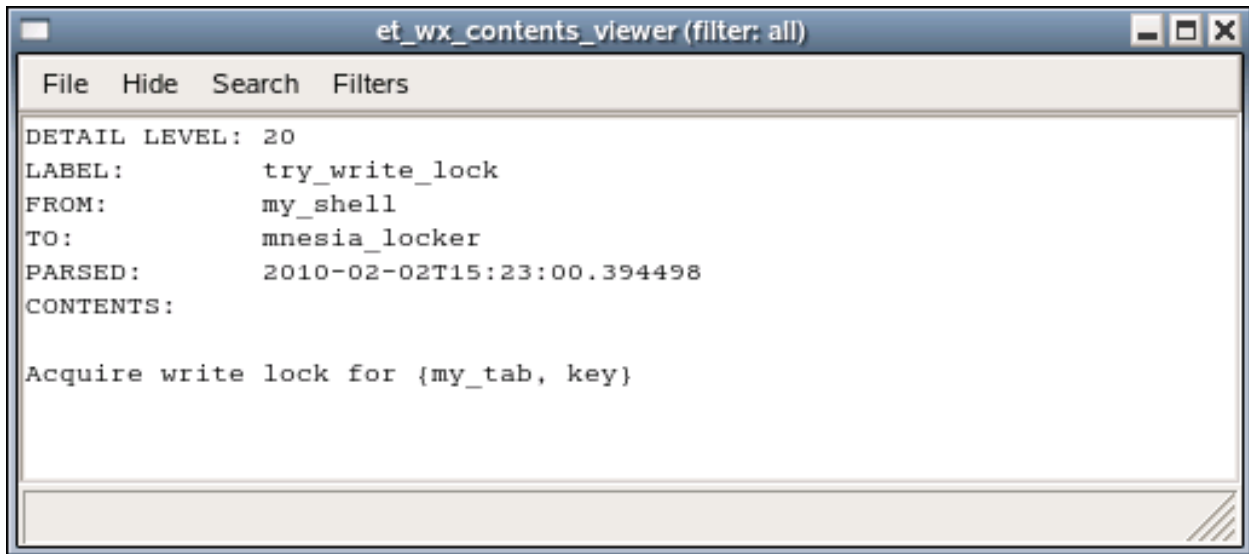 et_wx_contents_viewer (filter: all)
File Hide Search Filters
DETAIL LEVEL: 20
LABEL: try_write_lock
FROM: my_shell
TO: mnesia_locker
PARSED: 2010-02-02T15:23:00.394498
CONTENTS:
Acquire write lock for {my_tab, key}